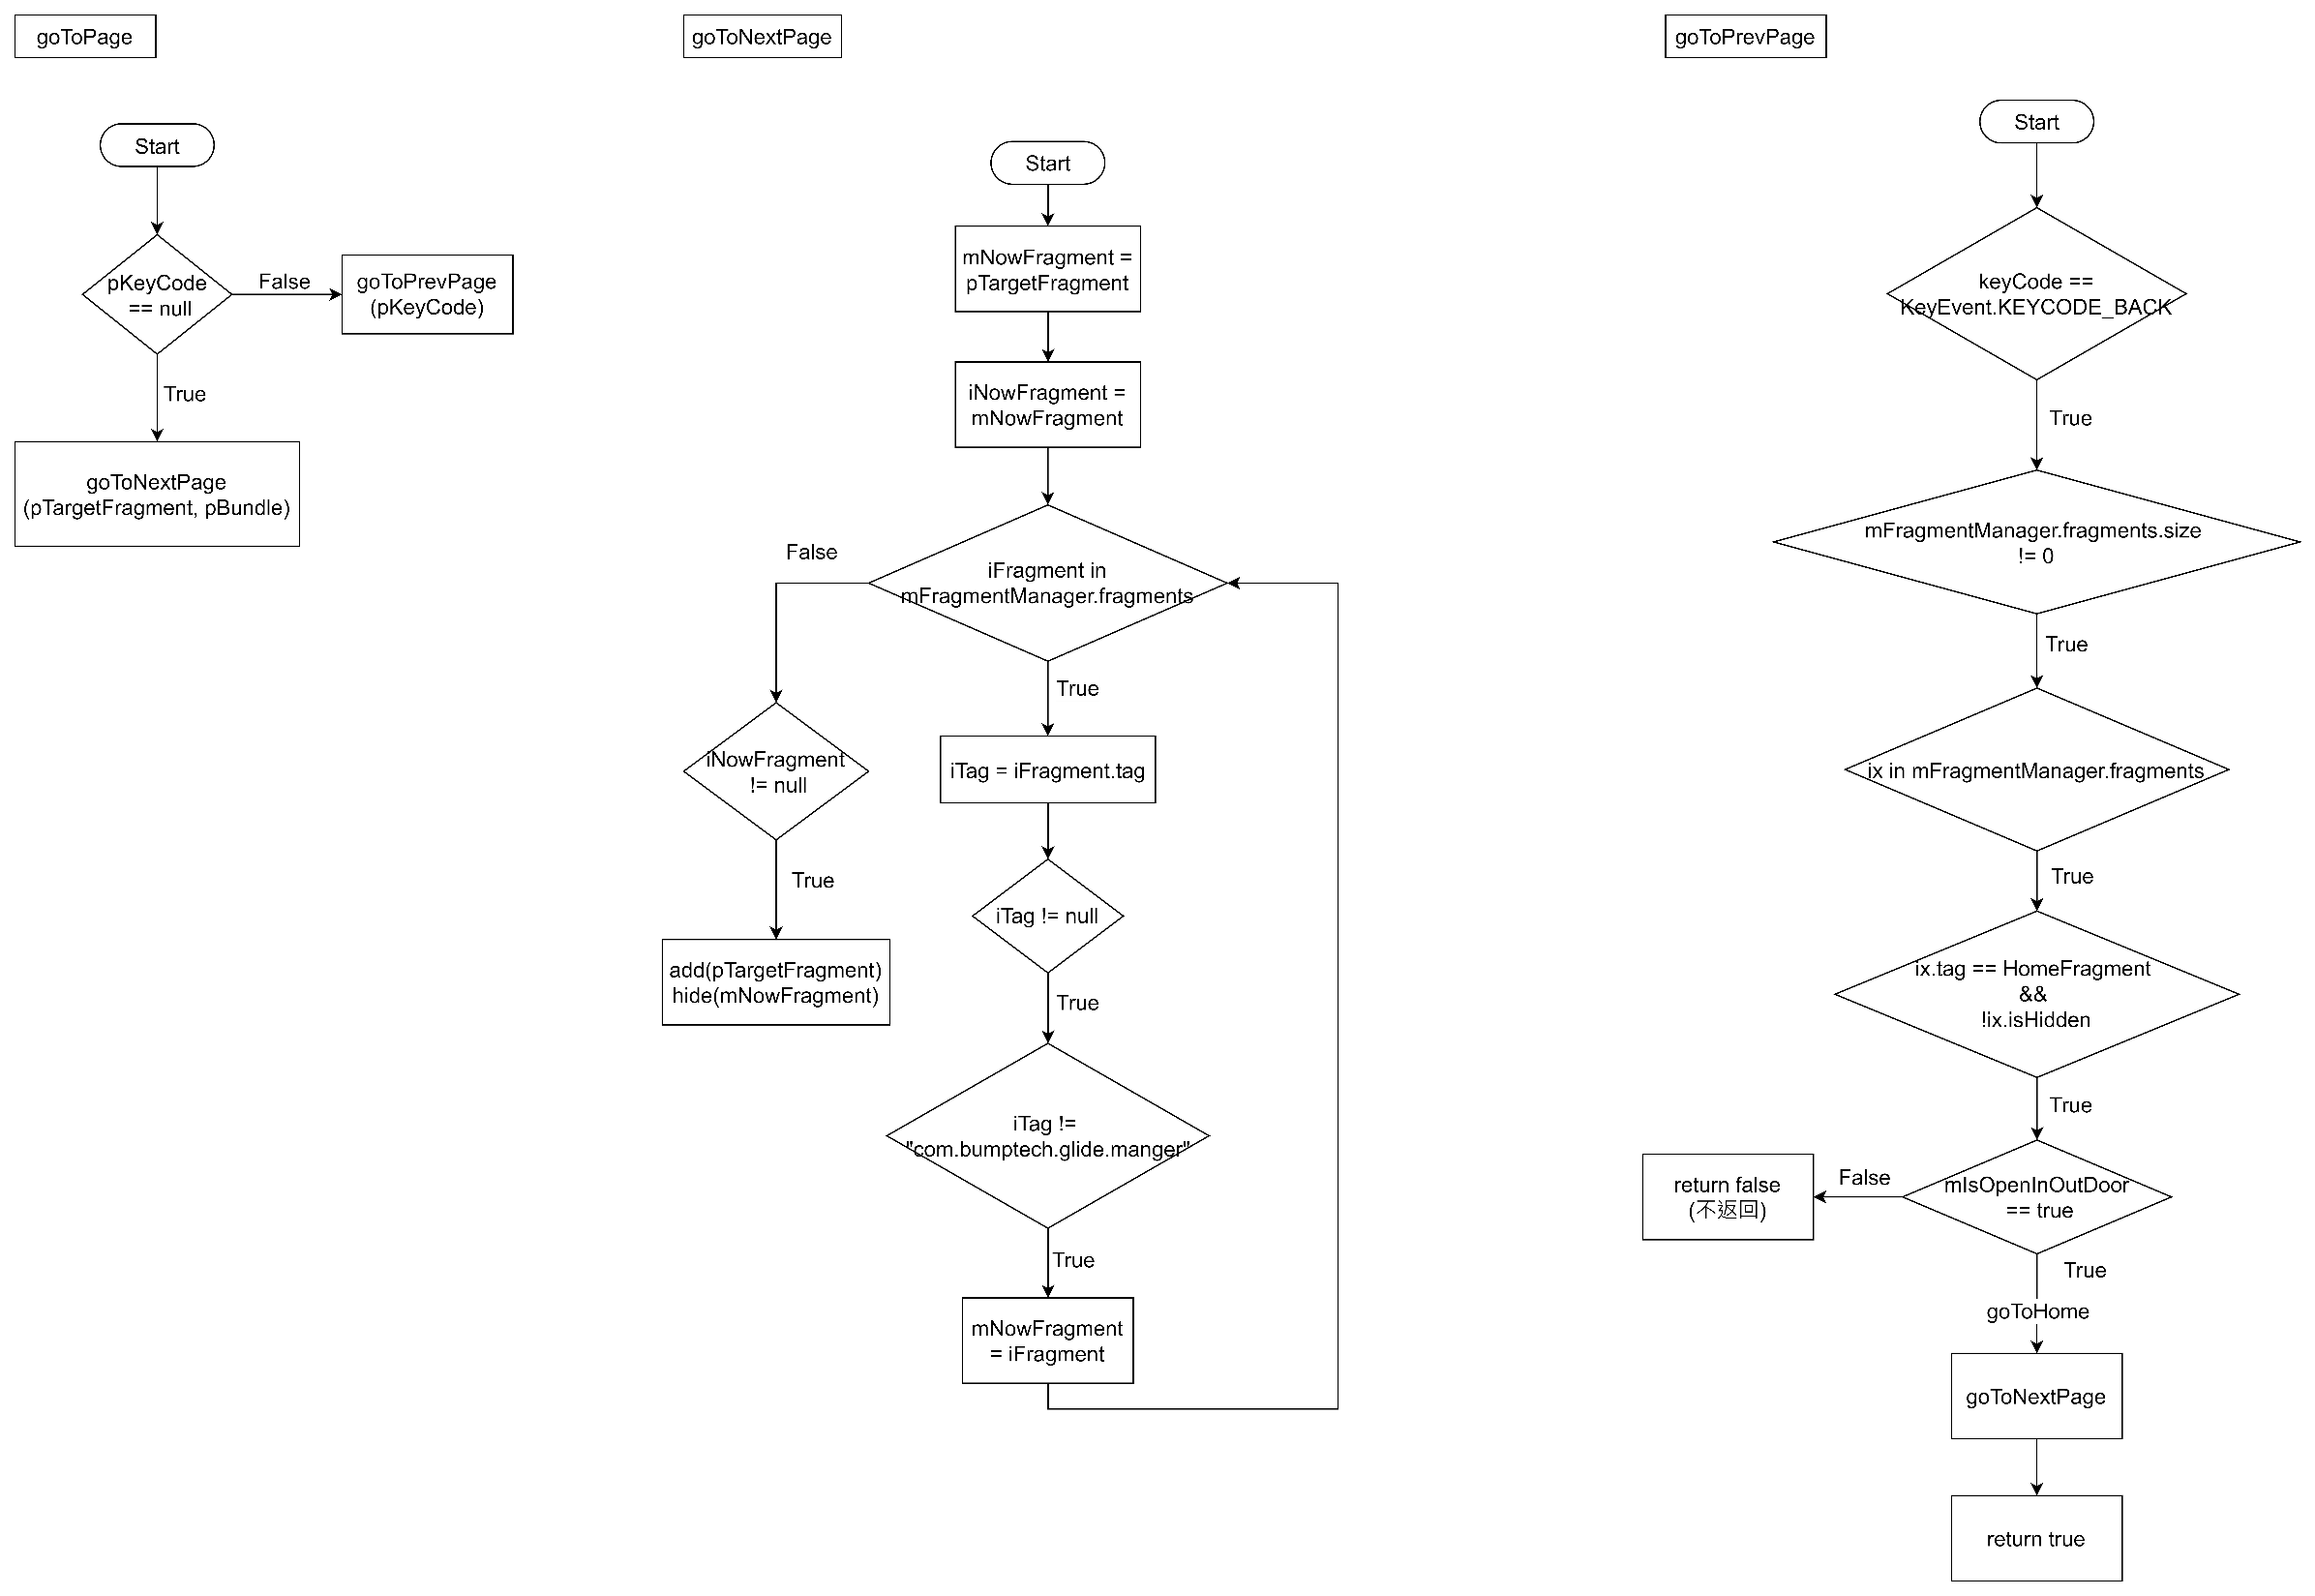 goToPage
Start
pKeyCode
== null
False
goToPrevPage
(pKeyCode)
True
goToNextPage
(pTargetFragment, pBundle)
goToNextPage
Start
mNowFragment =
pTargetFragment
iNowFragment =
mNowFragment
iFragment in
mFragmentManager.fragments
False
True
iNowFragment
!= null
True
add(pTargetFragment)
hide(mNowFragment)
iTag = iFragment.tag
iTag != null
True
iTag !=
"com.bumptech.glide.manger"
True
mNowFragment
= iFragment
goToPrevPage
Start
keyCode ==
KeyEvent.KEYCODE_BACK
True
mFragmentManager.fragments.size
!= 0
True
ix in mFragmentManager.fragments
True
ix.tag == HomeFragment
&&
!ix.isHidden
True
mIsOpenInOutDoor
== true
False
return false
(不返回)
True
goToHome
goToNextPage
return true